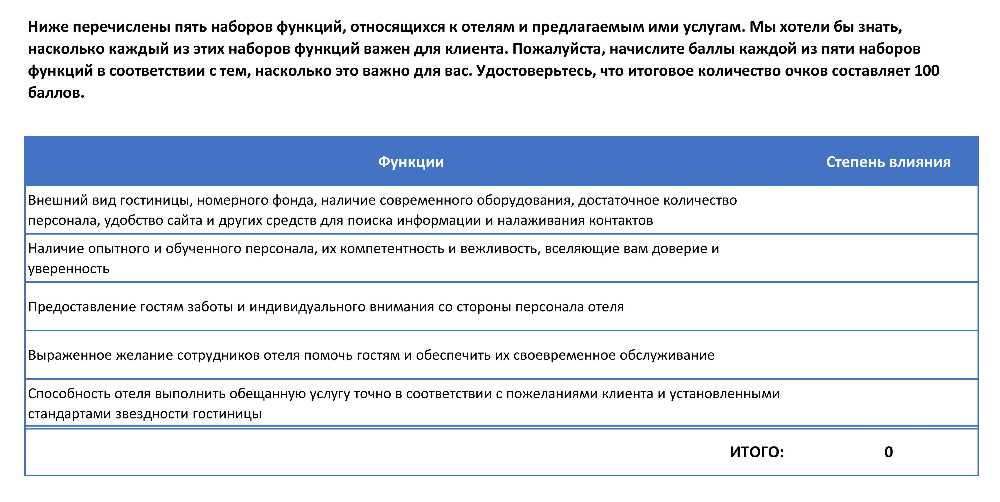 Ниже перечислены пять наборов функций, относящихся к отелям и предлагаемым ими услугам. Мы хотели бы знать,
насколько каждый из этих наборов функций важен для клиента. Пожалуйста, начислите баллы каждой из пяти наборов
функций в соответствии с тем, насколько это важно для вас. Удостоверьтесь, что итоговое количество очков составляет 100
баллов.
Функции Степень влияния
Внешний вид гостиницы, номерного фонда, наличие современного оборудования, достаточное количество
персонала, удобство сайта и других средств для поиска информации и налаживания контактов
Наличие опытного и обученного персонала, их компетентность и вежливость, вселяющие вам доверие и
уверенность
Предоставление гостям заботы и индивидуального внимания со стороны персонала отеля
Выраженное желание сотрудников отеля помочь гостям и обеспечить их своевременное обслуживание
Способность отеля выполнить обещанную услугу точно в соответствии с пожеланиями клиента и установленными
стандартами звездности гостиницы
ИТОГО: 0